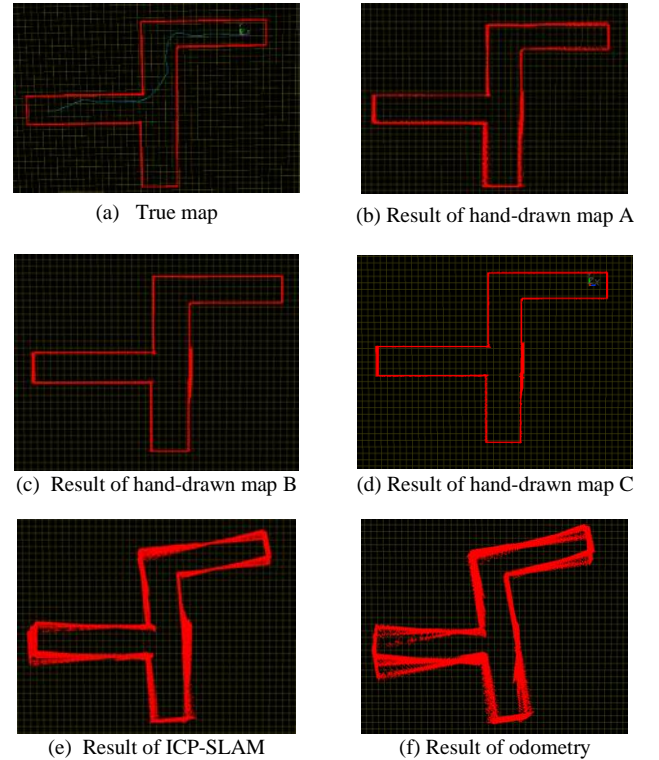 (a) True map
(b) Result of hand-drawn map A
(c) Result of hand-drawn map B
(d) Result of hand-drawn map C
(e) Result of ICP-SLAM
(f) Result of odometry